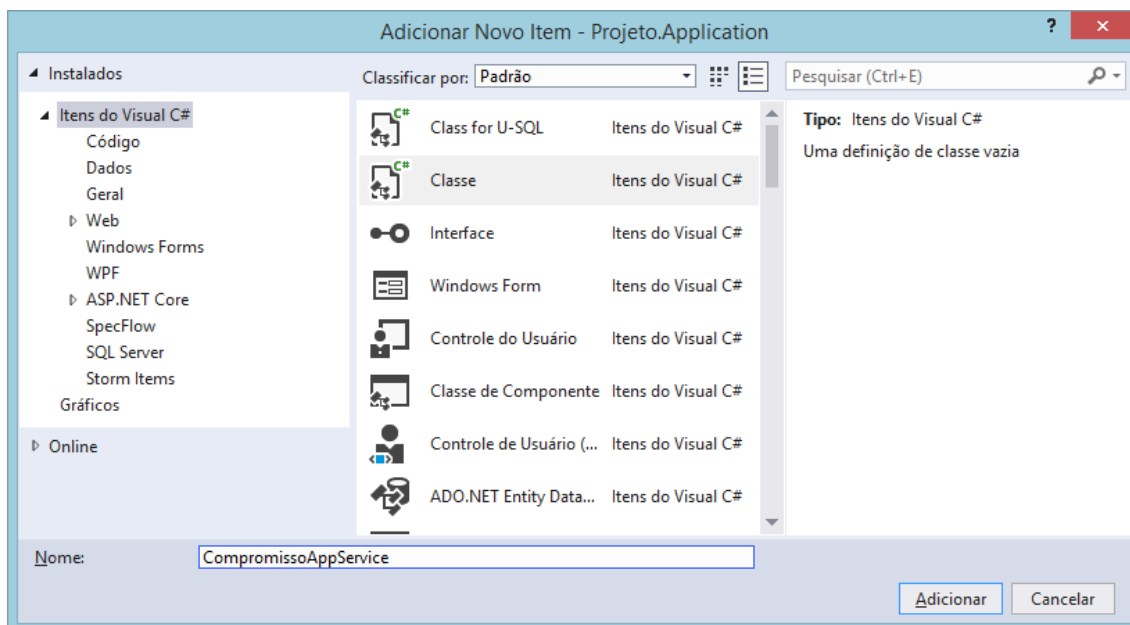 Adicionar Novo Item - Projeto.Application
? ×
Instalados
Classificar por: Padrão
Pesquisar (Ctrl+E)
Itens do Visual C#
Código
Dados
Geral
Web
Windows Forms
WPF
ASP.NET Core
SpecFlow
SQL Server
Storm Items
Gráficos
Online
C# Class for U-SQL Itens do Visual C#
C# Classe Itens do Visual C#
Interface Itens do Visual C#
Windows Form Itens do Visual C#
Controle do Usuário Itens do Visual C#
Classe de Componente Itens do Visual C#
Controle de Usuário (... Itens do Visual C#
ADO.NET Entity Data... Itens do Visual C#
Tipo: Itens do Visual C#
Uma definição de classe vazia
Nome: CompromissoAppService
Adicionar Cancelar